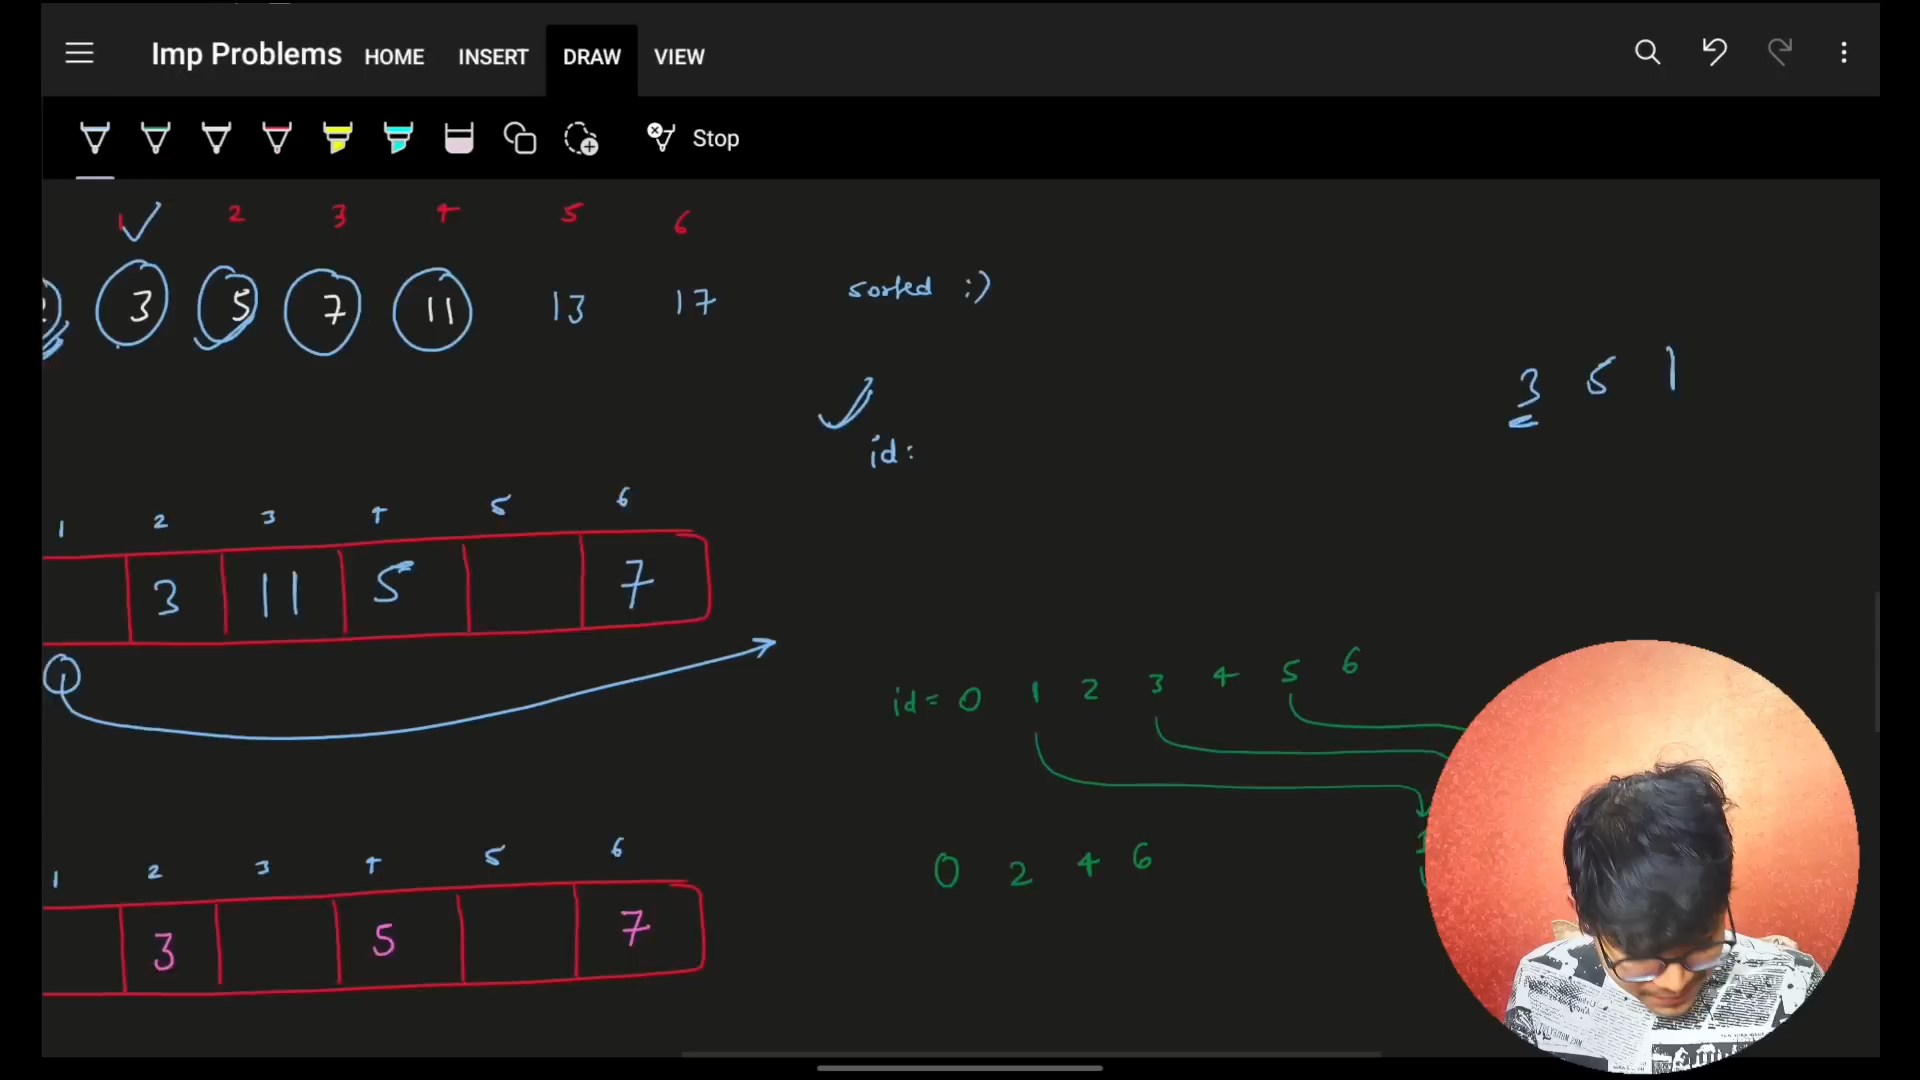 Imp Problems HOME INSERT DRAW VIEW
Stop
1 2 3 4 5 6
3 5 7 11 13 17 sorted :)
3 5 1
id:
1 2 3 4 5 6
3 11 5 7
id = 0 1 2 3 4 5 6
1 2 3 4 5 6
0 2 4 6
3 5 7